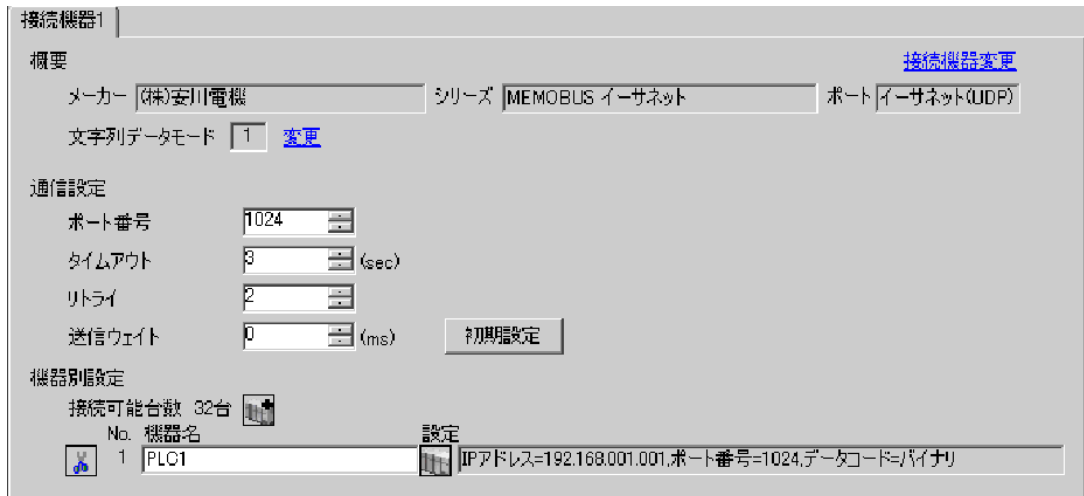 接続機器1
概要 接続機器変更
メーカー (株)安川電機 シリーズ MEMOBUS イーサネット ポート イーサネット(UDP)
文字列データモード 1 変更
通信設定
ポート番号 1024
タイムアウト 3 (sec)
リトライ 2
送信ウェイト 0 (ms) 初期設定
機器別設定
接続可能台数 32台
No. 機器名 設定
1 PLC1 IPアドレス=192.168.001.001,ポート番号=1024,データコード=バイナリ